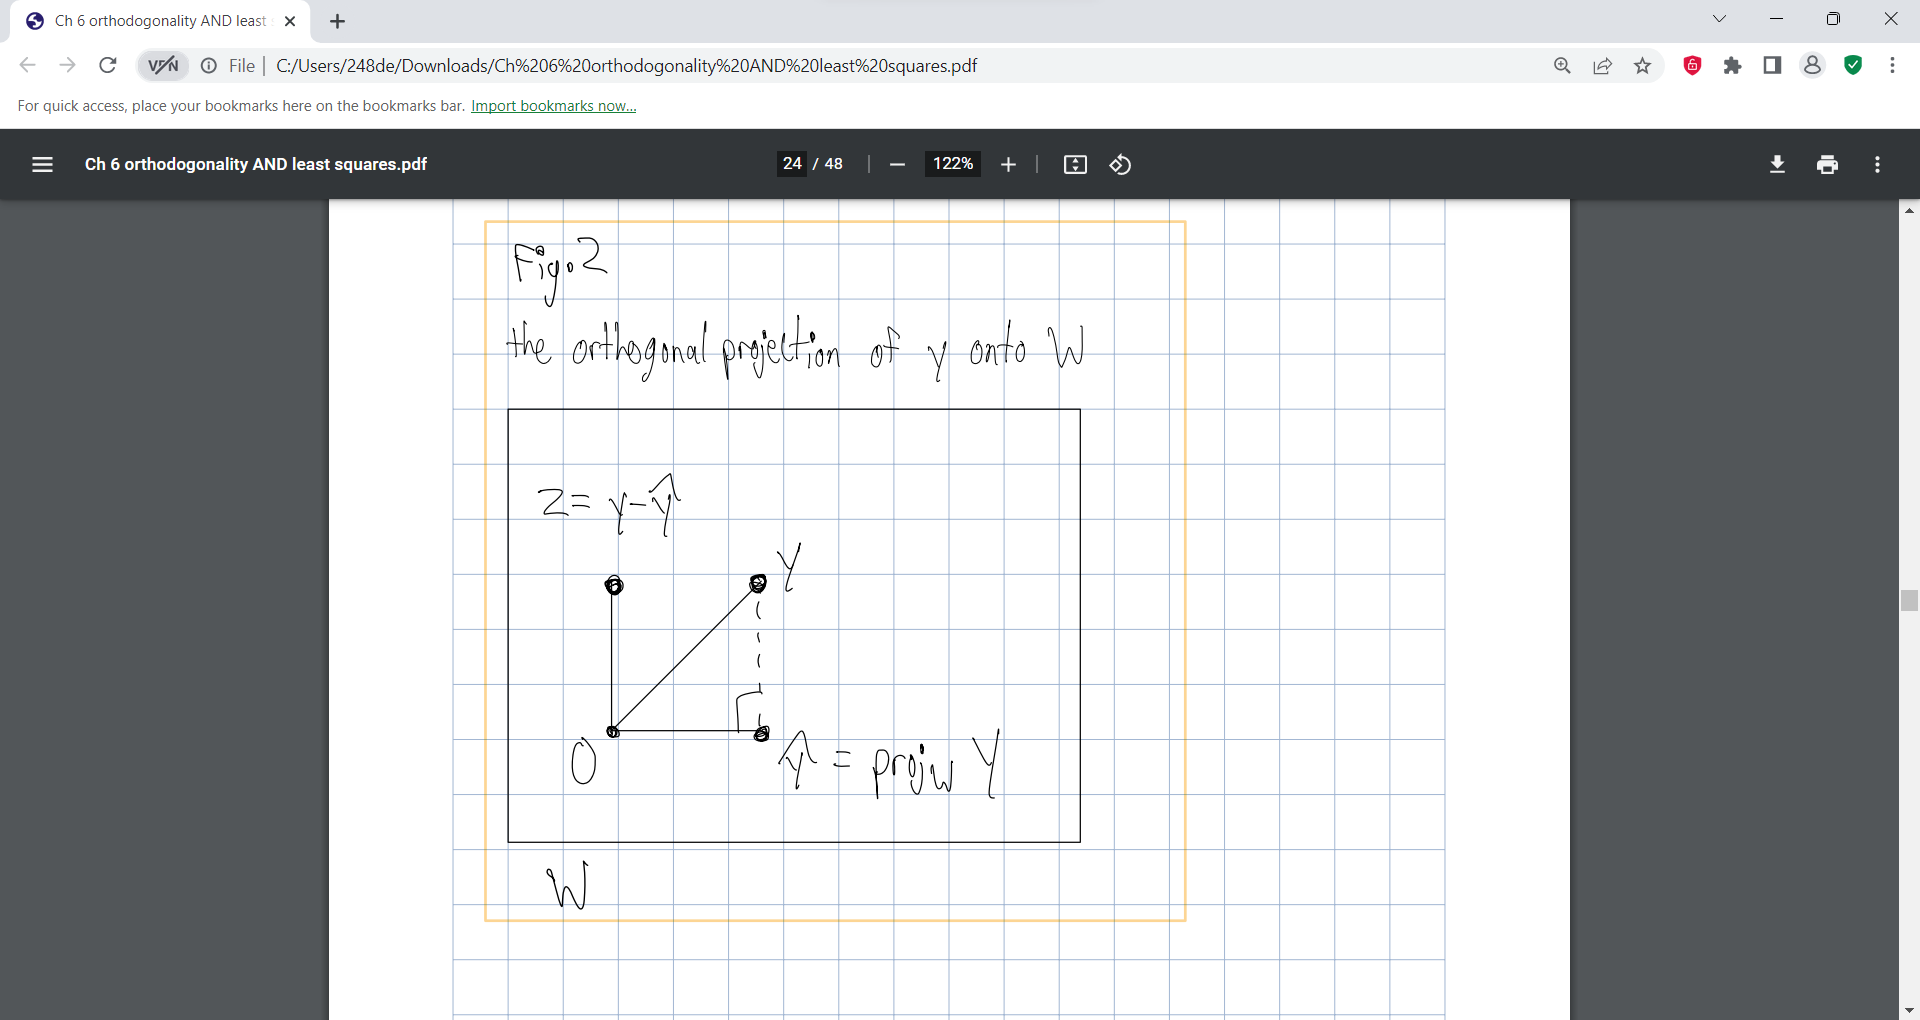 Ch 6 orthodogonality AND least
VPN File C:/Users/248de/Downloads/Ch%206%20orthodogonality%20AND%20least%20squares.pdf
For quick access, place your bookmarks here on the bookmarks bar. Import bookmarks now...
Ch 6 orthodogonality AND least squares.pdf 24 / 48 122%
Fig. 2
the orthogonal projection of y onto W
z = y - ŷ
y
0 ŷ = projw y
W